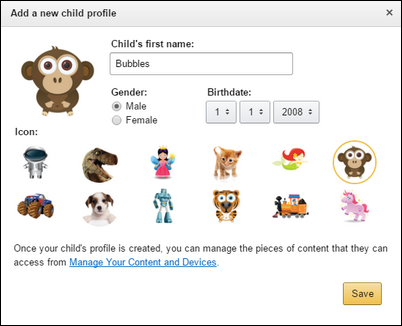 Add a new child profile ×
Child's first name:
Bubbles
Gender: Birthdate:
Male 1 1 2008
Female
Icon:
Once your child's profile is created, you can manage the pieces of content that they can
access from Manage Your Content and Devices.
Save